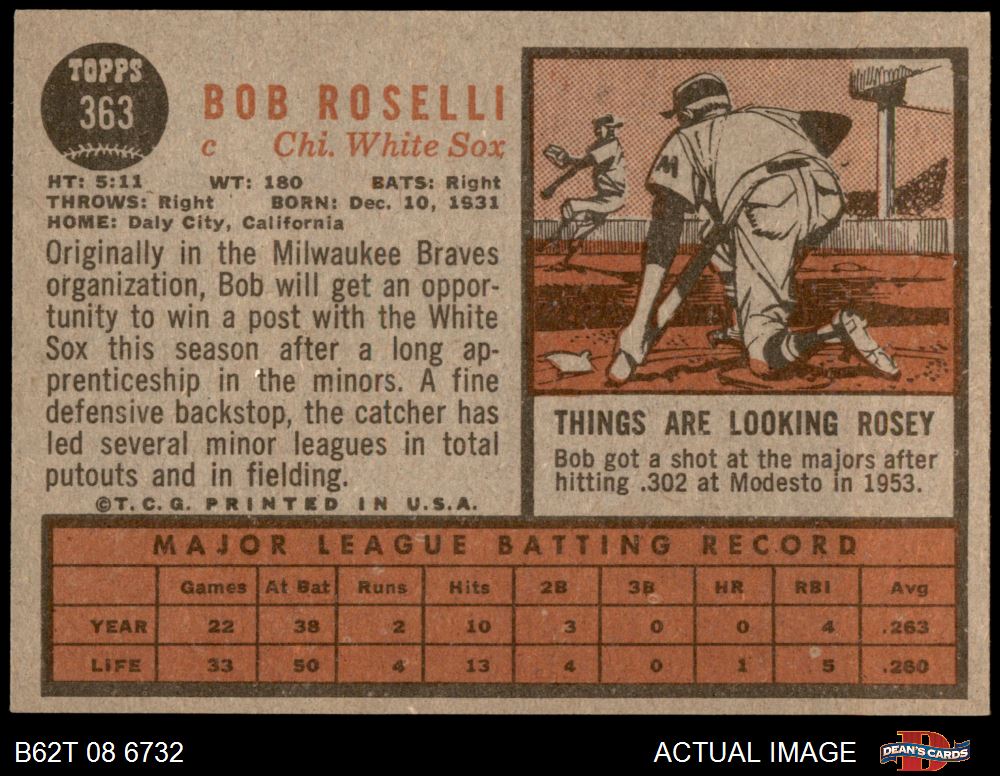 TOPPS
363
BOB ROSELLI
c Chi. White Sox
HT: 5:11 WT: 180 BATS: Right
THROWS: Right BORN: Dec. 10, 1931
HOME: Daly City, California
Originally in the Milwaukee Braves
organization, Bob will get an oppor-
tunity to win a post with the White
Sox this season after a long ap-
prenticeship in the minors. A fine
defensive backstop, the catcher has
led several minor leagues in total
putouts and in fielding.
©T.C.G. PRINTED IN U.S.A.
M
THINGS ARE LOOKING ROSEY
Bob got a shot at the majors after
hitting .302 at Modesto in 1953.
MAJOR LEAGUE BATTING RECORD
Games At Bat Runs Hits 2B 3B HR RBI Avg
YEAR 22 38 2 10 3 0 0 4 .263
LIFE 33 50 4 13 4 0 1 5 .260
B62T 08 6732 ACTUAL IMAGE D DEAN'S CARDS